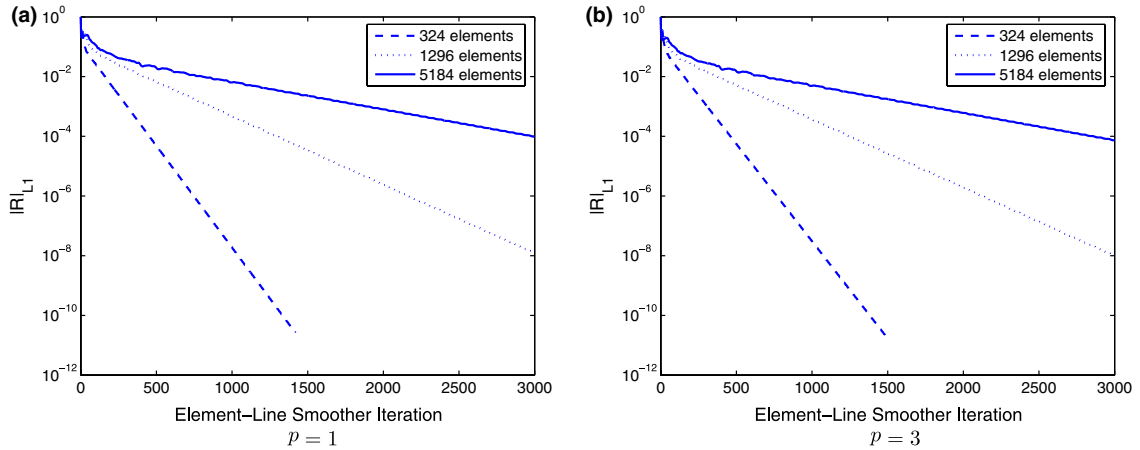 (a)
10^0
10^-2
10^-4
10^-6
10^-8
10^-10
10^-12
|R|_L1
324 elements
1296 elements
5184 elements
0 500 1000 1500 2000 2500 3000
Element-Line Smoother Iteration
p = 1
(b)
10^0
10^-2
10^-4
10^-6
10^-8
10^-10
10^-12
|R|_L1
324 elements
1296 elements
5184 elements
0 500 1000 1500 2000 2500 3000
Element-Line Smoother Iteration
p = 3